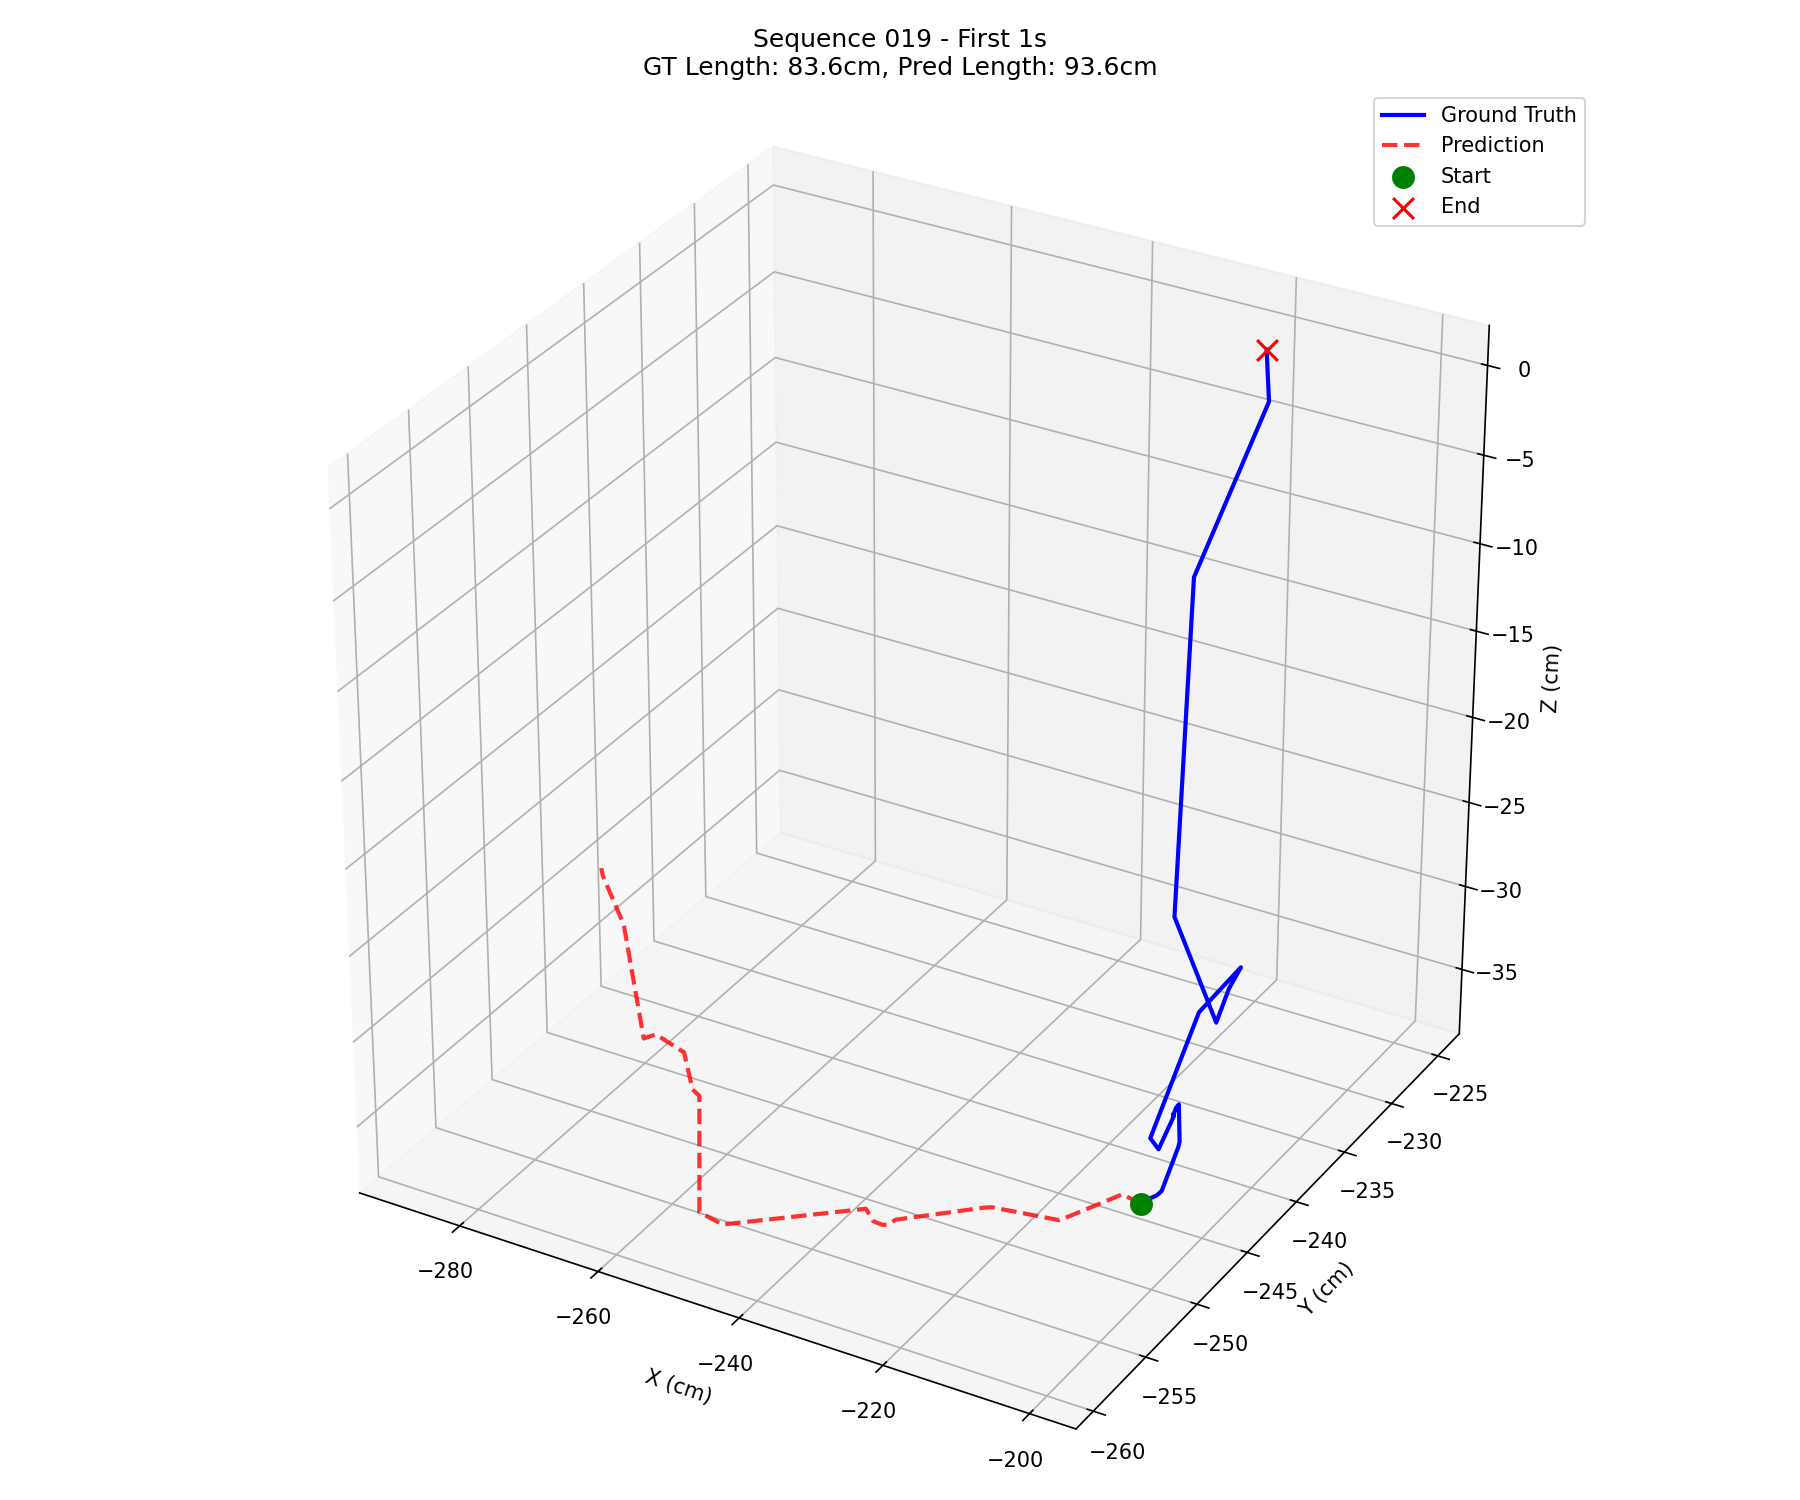 Sequence 019 - First 1s
GT Length: 83.6cm, Pred Length: 93.6cm
Ground Truth
Prediction
Start
End
0
−5
−10
−15
−20
−25
−30
−35
Z (cm)
−225
−230
−235
−240
−245
−250
−255
−260
Y (cm)
−280
−260
−240
−220
−200
X (cm)